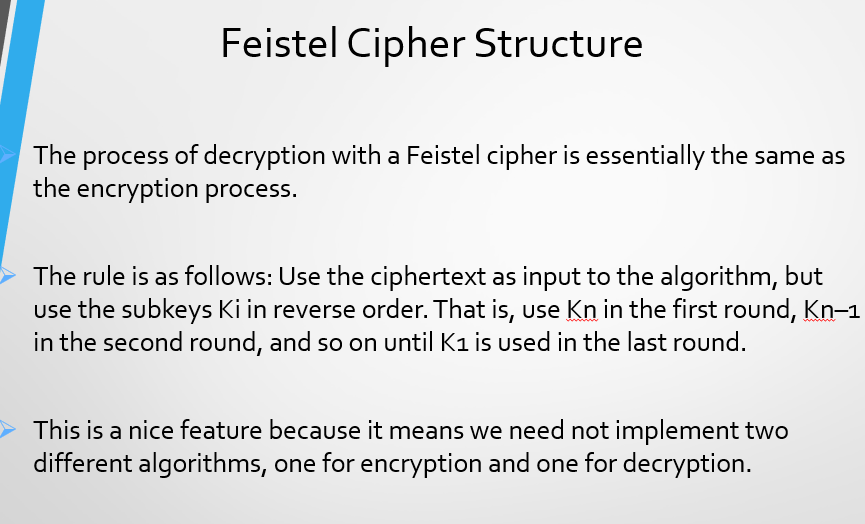 Feistel Cipher Structure
The process of decryption with a Feistel cipher is essentially the same as
the encryption process.
The rule is as follows: Use the ciphertext as input to the algorithm, but
use the subkeys Ki in reverse order. That is, use Kn in the first round, Kn–1
in the second round, and so on until K1 is used in the last round.
This is a nice feature because it means we need not implement two
different algorithms, one for encryption and one for decryption.